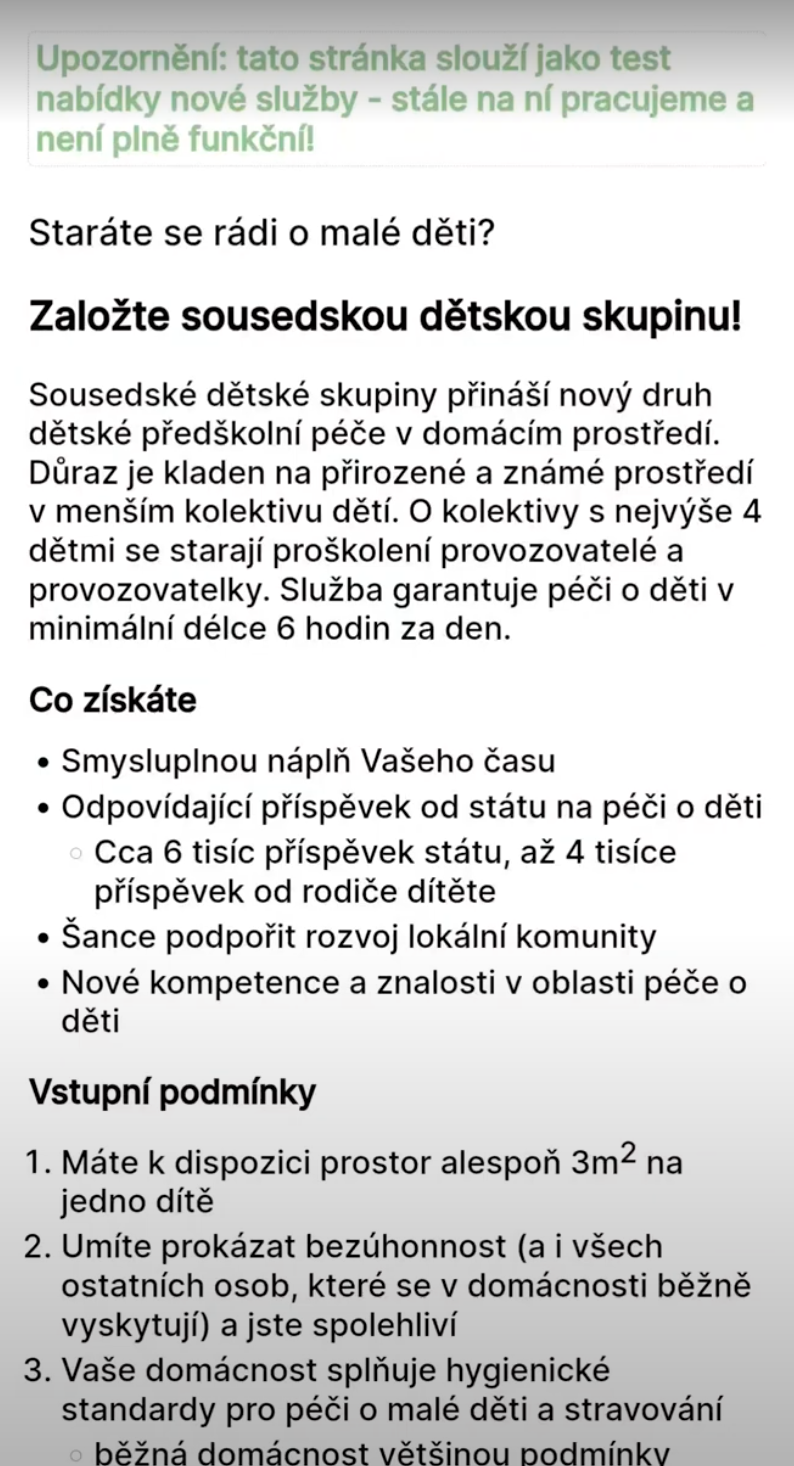 Upozornění: tato stránka slouží jako test
nabídky nové služby - stále na ní pracujeme a
není plně funkční!
Staráte se rádi o malé děti?
Založte sousedskou dětskou skupinu!
Sousedské dětské skupiny přináší nový druh
dětské předškolní péče v domácím prostředí.
Důraz je kladen na přirozené a známé prostředí
v menším kolektivu dětí. O kolektivy s nejvýše 4
dětmi se starají proškolení provozovatelé a
provozovatelky. Služba garantuje péči o děti v
minimální délce 6 hodin za den.
Co získáte
• Smysluplnou náplň Vašeho času
• Odpovídající příspěvek od státu na péči o děti
◦ Cca 6 tisíc příspěvek státu, až 4 tisíce
příspěvek od rodiče dítěte
• Šance podpořit rozvoj lokální komunity
• Nové kompetence a znalosti v oblasti péče o
děti
Vstupní podmínky
1. Máte k dispozici prostor alespoň 3m² na
jedno dítě
2. Umíte prokázat bezúhonnost (a i všech
ostatních osob, které se v domácnosti běžně
vyskytují) a jste spolehliví
3. Vaše domácnost splňuje hygienické
standardy pro péči o malé děti a stravování
◦ běžná domácnost většinou podmínky